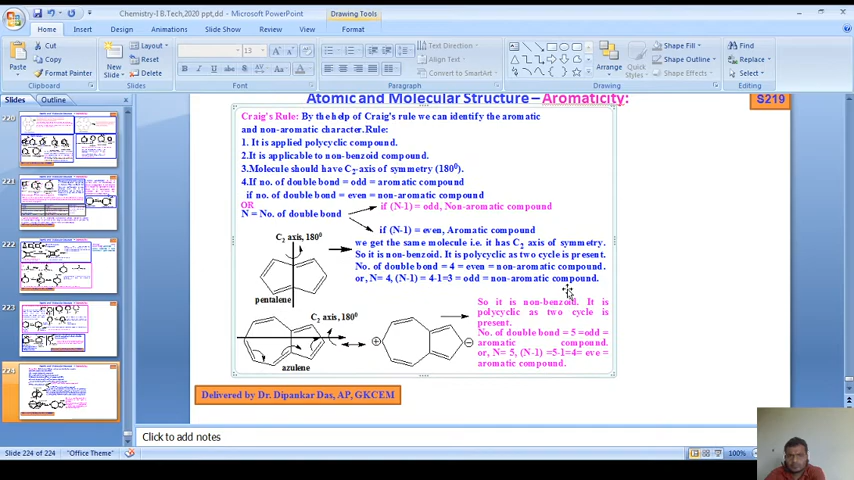 Chemistry-I B.Tech,2020 ppt,dd - Microsoft PowerPoint
Drawing Tools
Home
Insert
Design
Animations
Slide Show
Review
View
Format
Paste
Cut
Copy
Format Painter
Clipboard
New
Slide
Layout
Reset
Delete
Slides
13
Font
Text Direction
Align Text
Convert to SmartArt
Paragraph
Arrange
Quick
Styles
Shape Fill
Shape Outline
Shape Effects
Drawing
Find
Replace
Select
Editing
Slides
Outline
220
221
222
223
224
Atomic and Molecular Structure – Aromaticity:
S219
Craig's Rule: By the help of Craig's rule we can identify the aromatic
and non-aromatic character.Rule:
1. It is applied polycyclic compound.
2.It is applicable to non-benzoid compound.
3.Molecule should have C2-axis of symmetry (180⁰).
4.If no. of double bond = odd = aromatic compound
if no. of double bond = even = non-aromatic compound
OR
N = No. of double bond
if (N-1) = odd, Non-aromatic compound
if (N-1) = even, Aromatic compound
C2 axis, 180⁰
pentalene
we get the same molecule i.e. it has C2 axis of symmetry.
So it is non-benzoid. It is polycyclic as two cycle is present.
No. of double bond = 4 = even = non-aromatic compound.
or, N= 4, (N-1) = 4-1=3 = odd = non-aromatic compound.
C2 axis, 180⁰
azulene
So it is non-benzoid. It is
polycyclic as two cycle is
present.
No. of double bond = 5 =odd =
aromatic compound.
or, N= 5, (N-1) =5-1=4= eve =
aromatic compound.
Delivered by Dr. Dipankar Das, AP, GKCEM
Click to add notes
Slide 224 of 224
"Office Theme"
90%